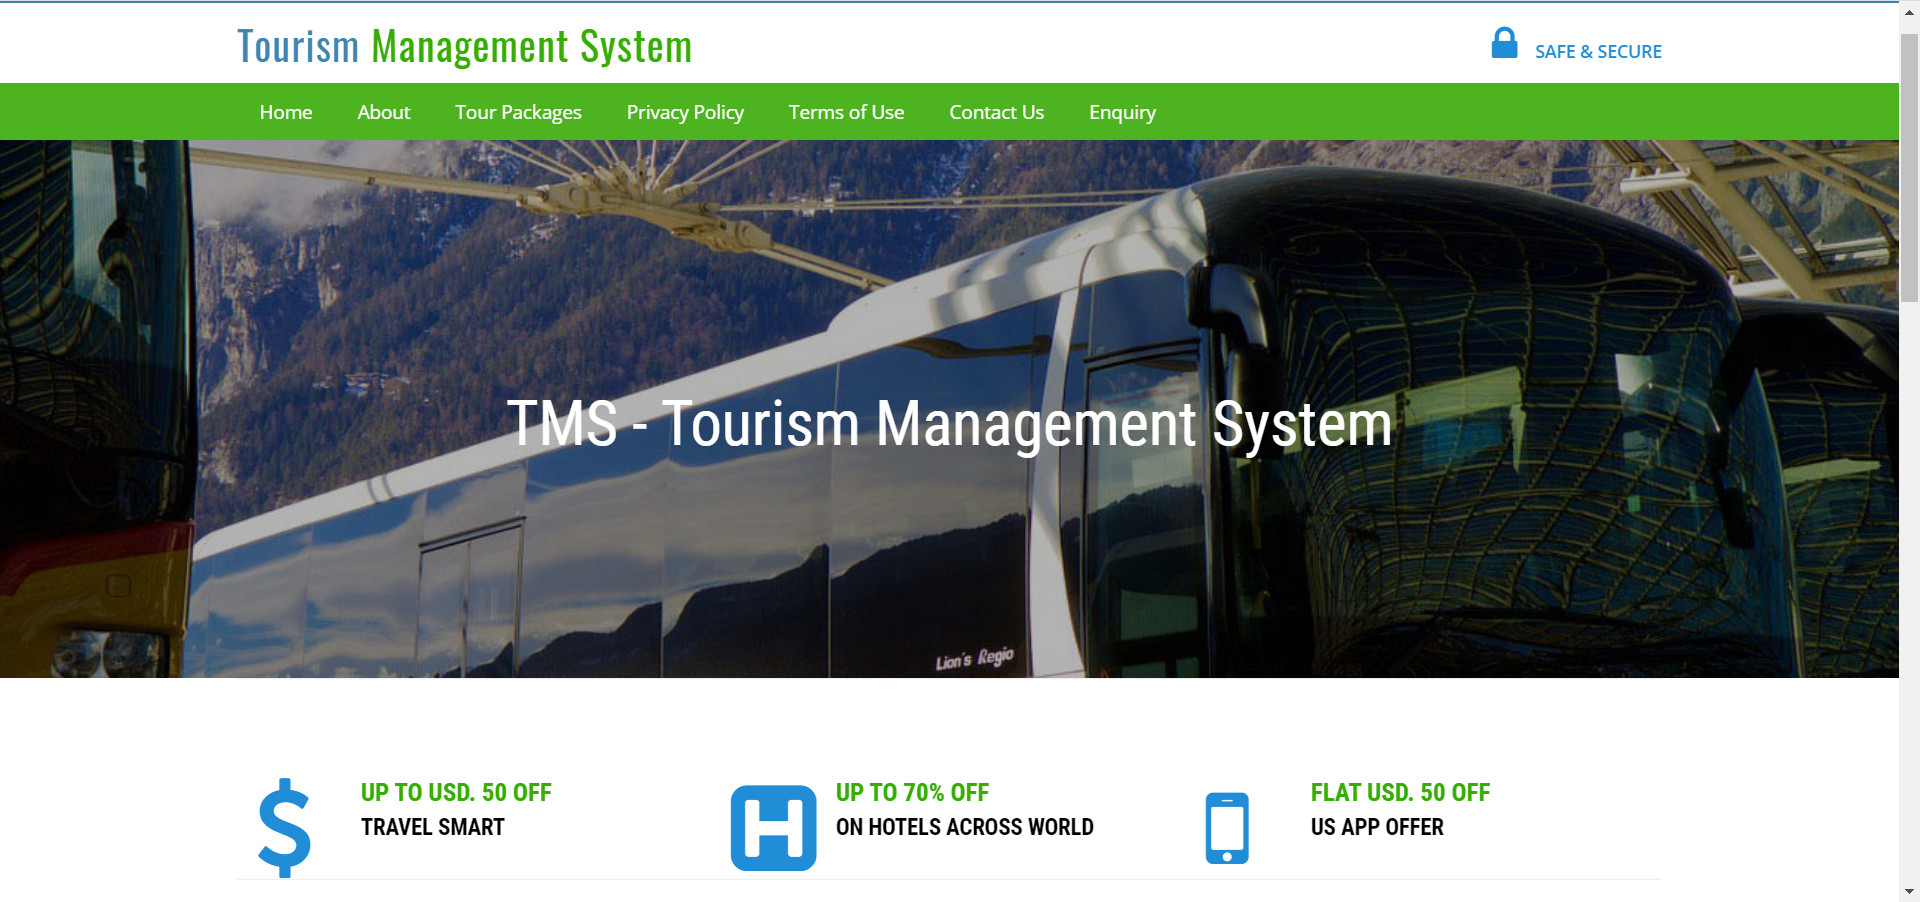 Tourism Management System
SAFE & SECURE
Home About Tour Packages Privacy Policy Terms of Use Contact Us Enquiry
TMS - Tourism Management System
Lion's Regio
UP TO USD. 50 OFF
TRAVEL SMART
H
UP TO 70% OFF
ON HOTELS ACROSS WORLD
FLAT USD. 50 OFF
US APP OFFER